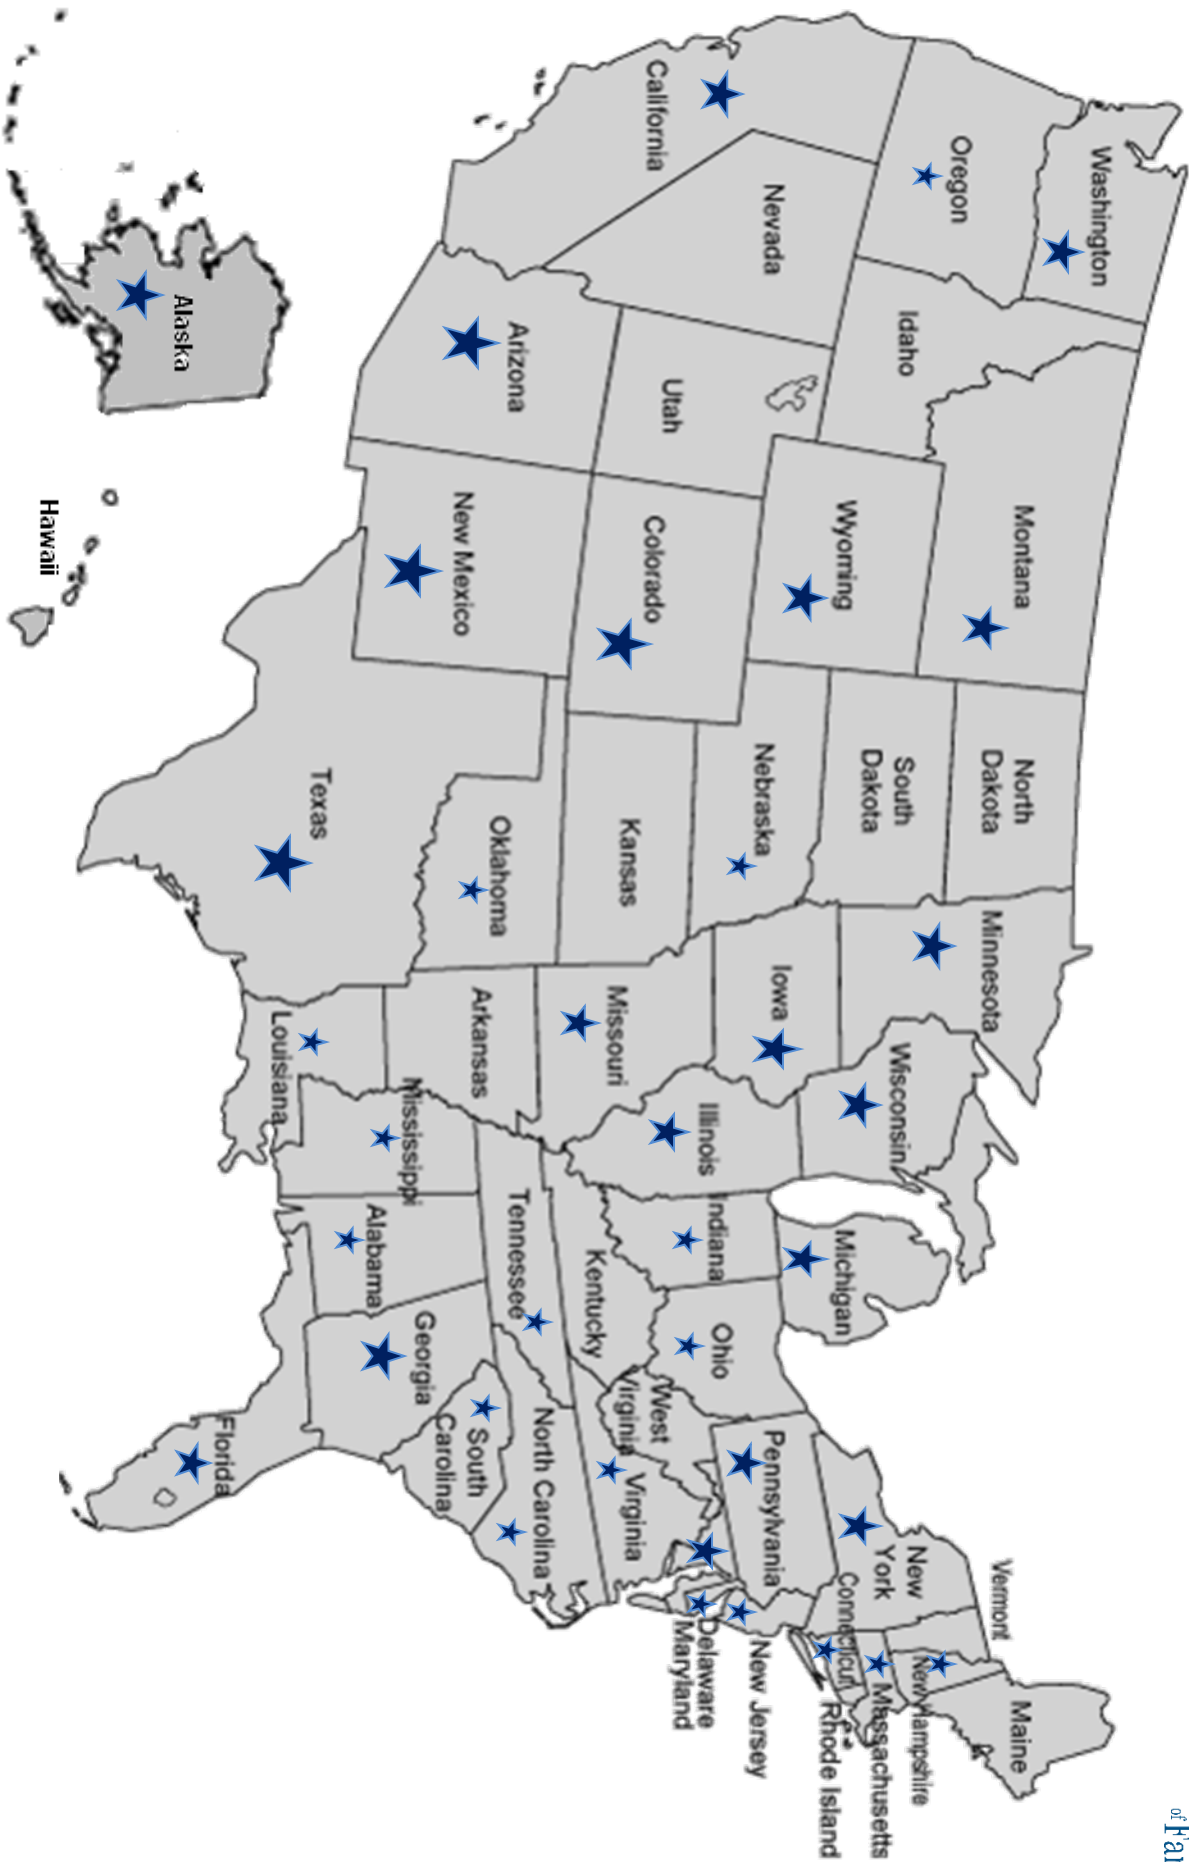 Washington
Oregon
California
Nevada
Idaho
Montana
Wyoming
Utah
Arizona
Colorado
New Mexico
North
Dakota
South
Dakota
Nebraska
Kansas
Oklahoma
Texas
Minnesota
Iowa
Missouri
Arkansas
Louisiana
Wisconsin
Illinois
Mississippi
Michigan
Indiana
Ohio
Kentucky
Tennessee
Alabama
Georgia
Florida
South
Carolina
North Carolina
West
Virginia
Virginia
Pennsylvania
New
York
Vermont
Maine
New Hampshire
Massachusetts
Connecticut
Rhode Island
New Jersey
Delaware
Maryland
Alaska
Hawaii
of Fa